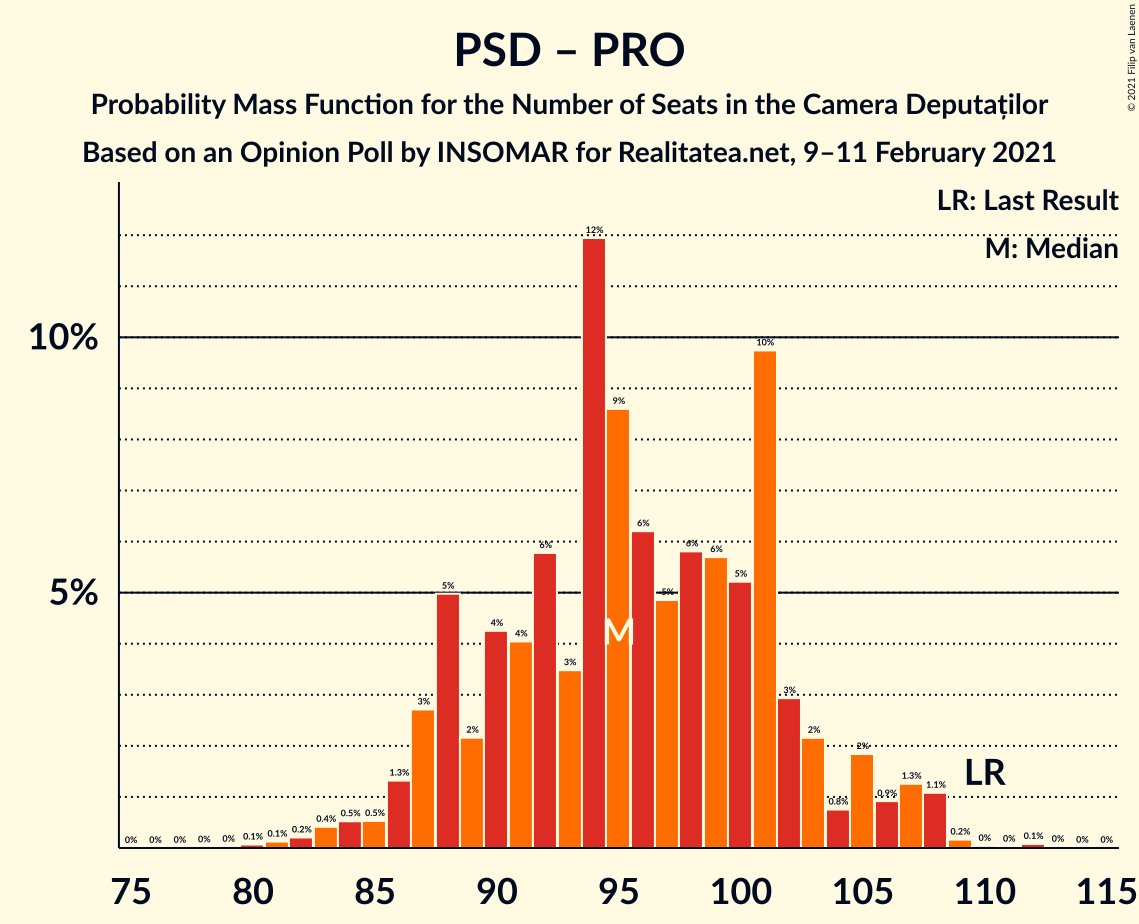 PSD – PRO
Probability Mass Function for the Number of Seats in the Camera Deputaților
Based on an Opinion Poll by INSOMAR for Realitatea.net, 9–11 February 2021
© 2021 Filip van Laenen
LR: Last Result
M: Median
10%
5%
0% 0% 0% 0% 0% 0.1% 0.1% 0.2% 0.4% 0.5% 0.5% 1.3% 3% 5% 2% 4% 4% 6% 3% 12% 9% 6% 5% 6% 6% 5% 10% 3% 2% 0.8% 2% 0.9% 1.3% 1.1% 0.2% 0% 0% 0.1% 0% 0% 0%
M
LR
75 80 85 90 95 100 105 110 115